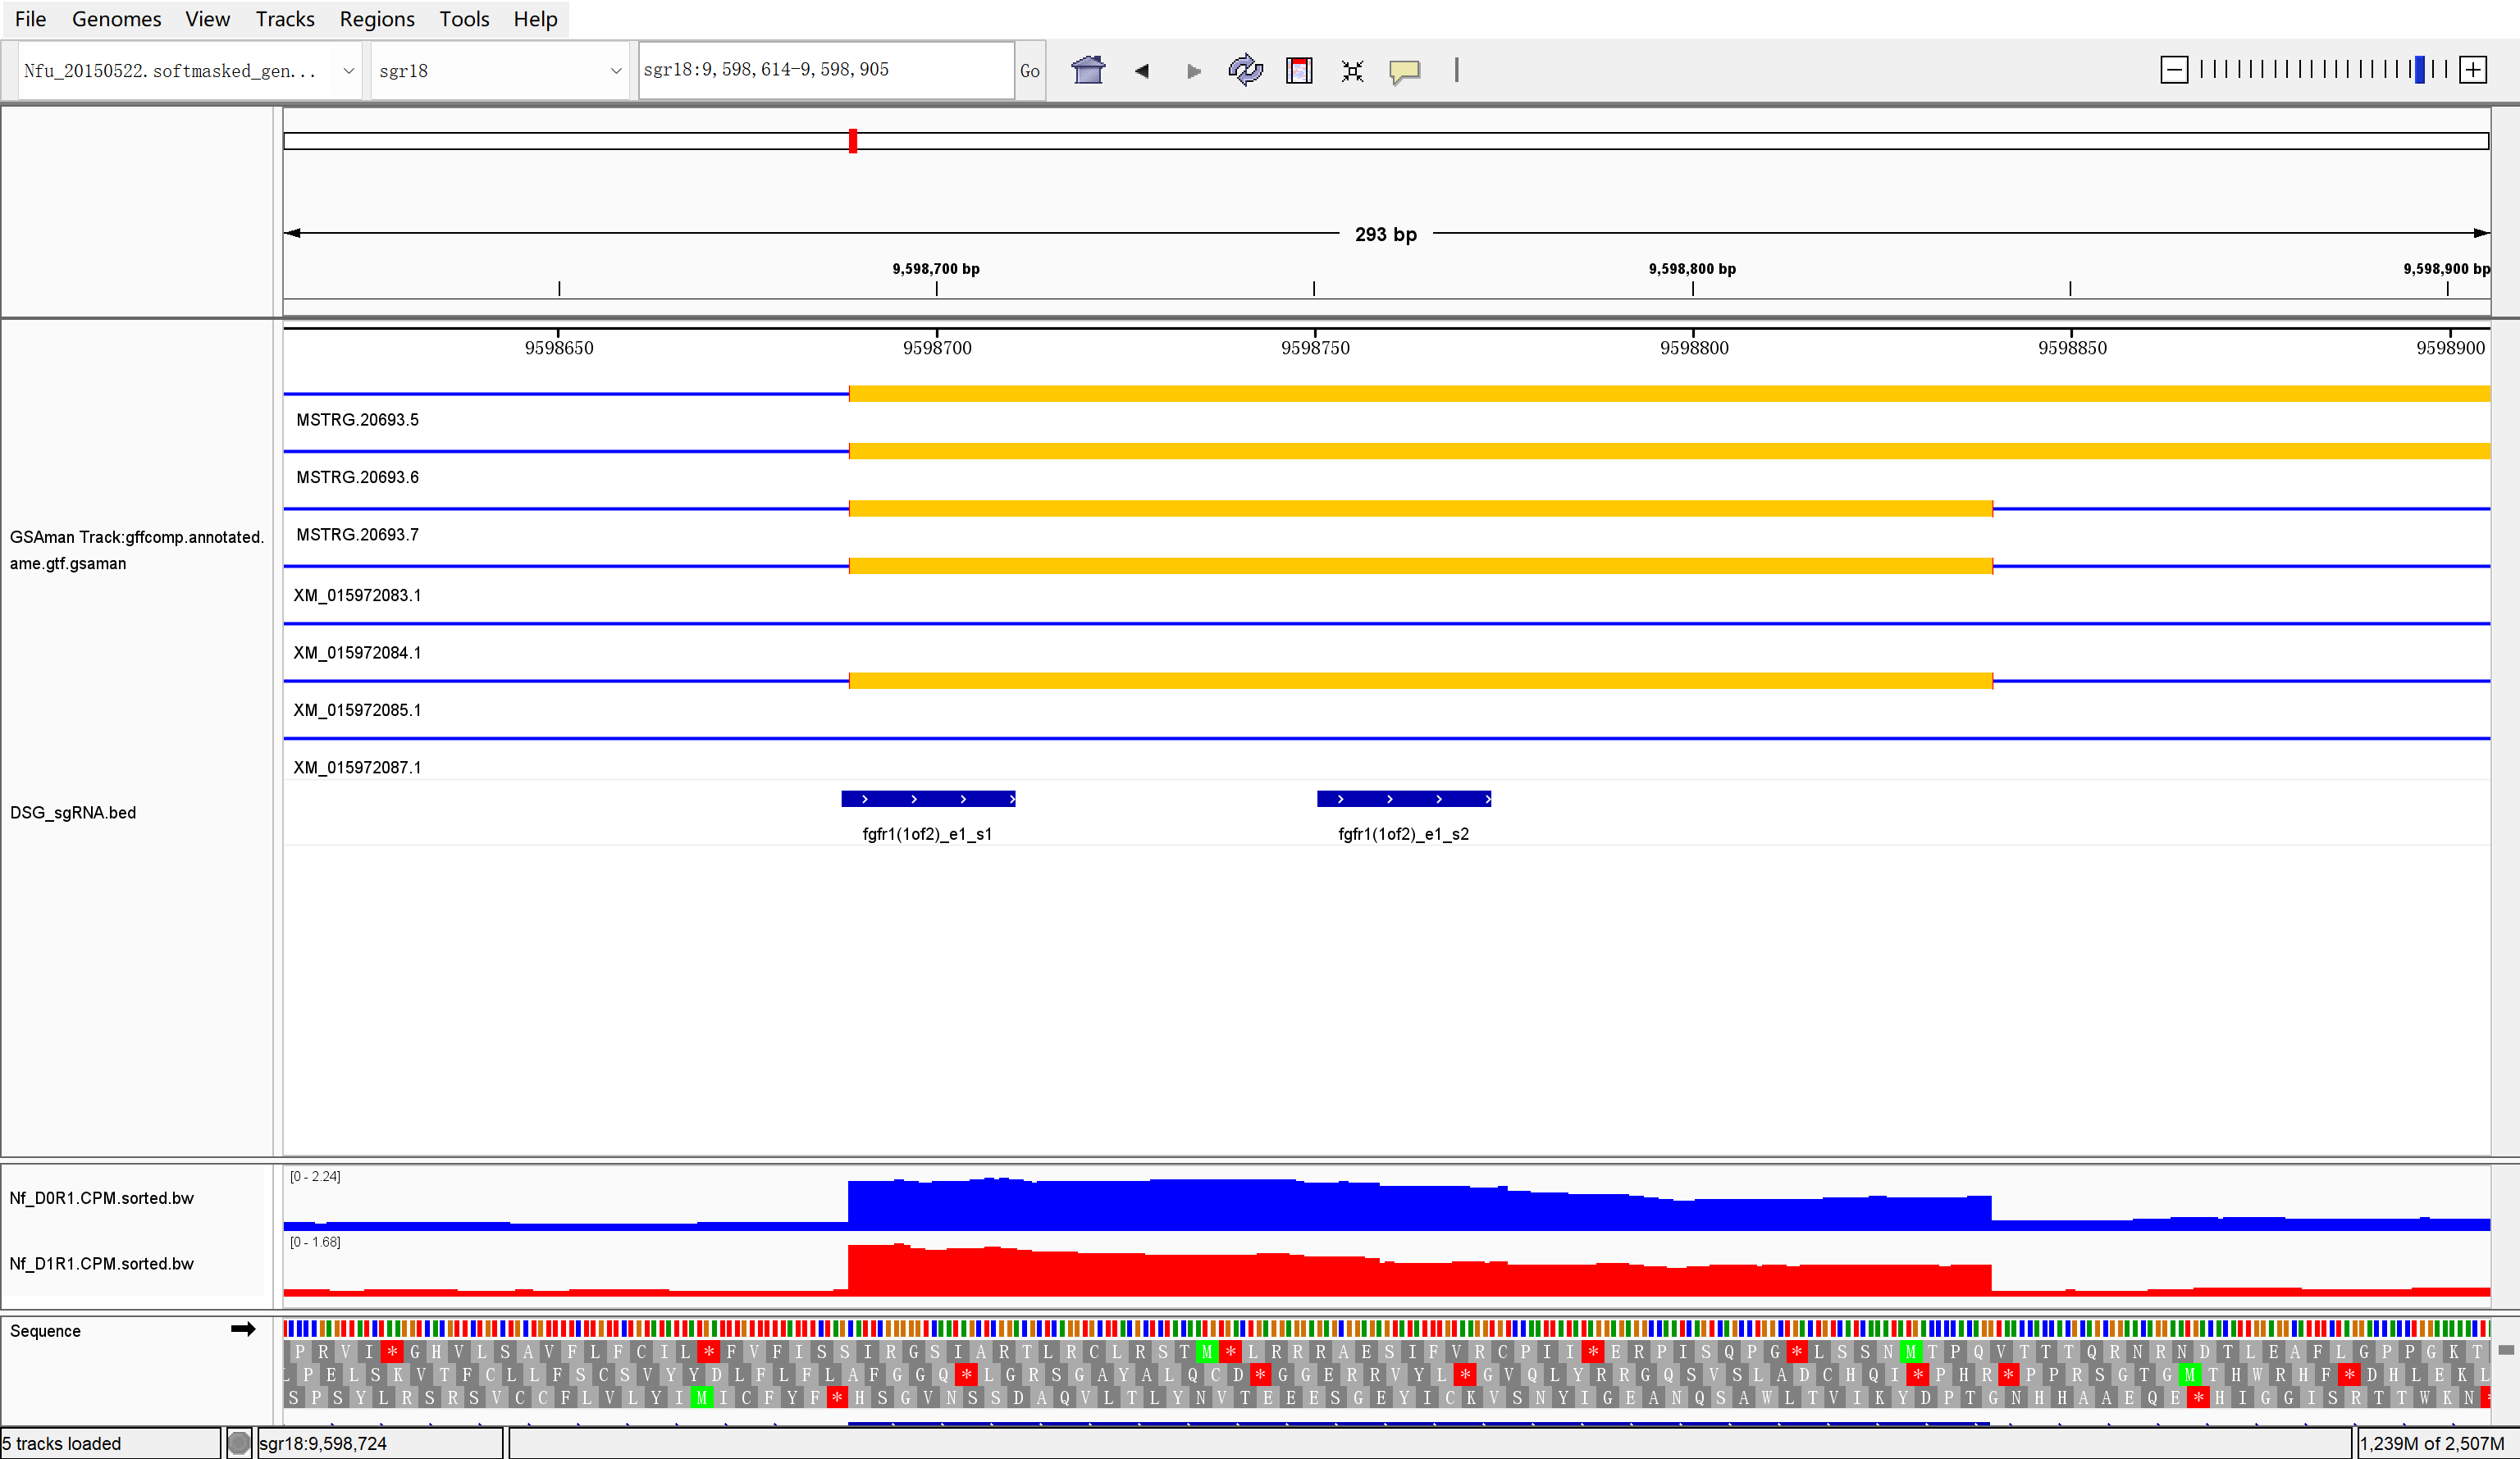 File Genomes View Tracks Regions Tools Help
Nfu_20150522.softmasked_gen... sgr18 sgr18:9,598,614-9,598,905 Go
293 bp
9,598,700 bp 9,598,800 bp 9,598,900 bp
9598650 9598700 9598750 9598800 9598850 9598900
MSTRG.20693.5
MSTRG.20693.6
GSAman Track:gffcomp.annotated.
ame.gtf.gsaman
MSTRG.20693.7
XM_015972083.1
XM_015972084.1
XM_015972085.1
XM_015972087.1
DSG_sgRNA.bed
fgfr1(1of2)_e1_s1 fgfr1(1of2)_e1_s2
[0 - 2.24]
Nf_D0R1.CPM.sorted.bw
[0 - 1.68]
Nf_D1R1.CPM.sorted.bw
Sequence
P R V I * G H V L S A V F L F C I L * F V F I S S I R G S I A R T L R C L R S T M * L R R R A E S I F V R C P I I * E R P I S Q P G * L S S N M T P Q V T T T Q R N R N D T L E A F L G P P G K T
L P E L S K V T F C L L F S C S V Y Y D L F L F L A F G G Q * L G R S G A Y A L Q C D * G G E R R V Y L * G V Q L Y R R G Q S V S L A D C H Q I * P H R * P P R S G T G M T H W R H F * D H L E K L
S P S Y L R S R S V C C F L V L Y I M I C F Y F * H S G V N S S D A Q V L T L Y N V T E E E S G E Y I C K V S N Y I G E A N Q S A W L T V I K Y D P T G N H H A A E Q E * H I G G I S R T T W K N *
5 tracks loaded sgr18:9,598,724 1,239M of 2,507M